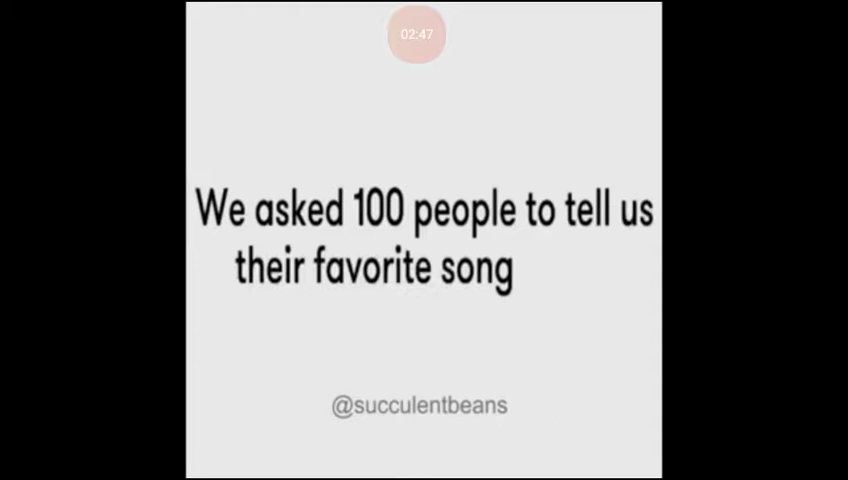 02:47
We asked 100 people to tell us
their favorite song
@succulentbeans